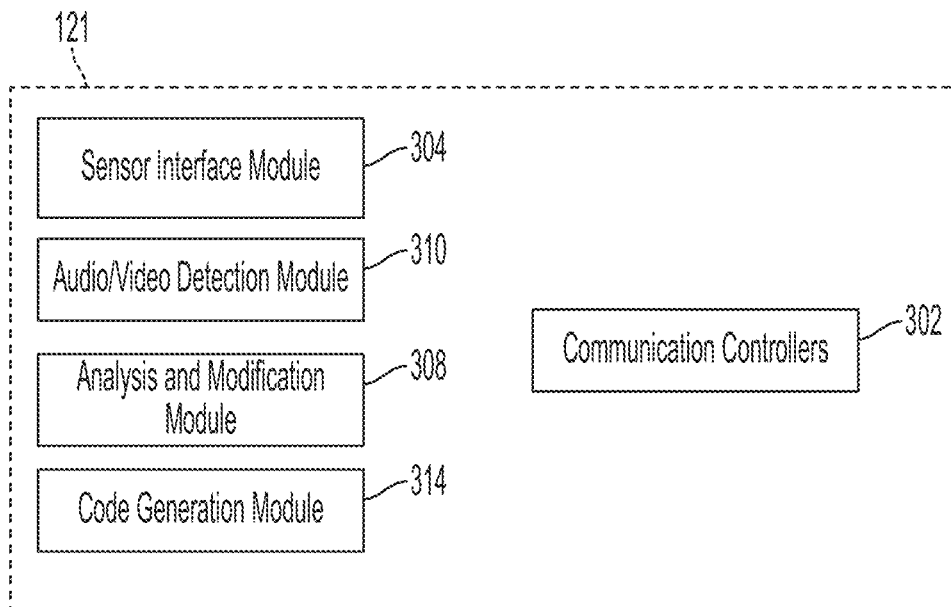 121
Sensor Interface Module
304
Audio/Video Detection Module
310
Analysis and Modification
Module
308
Code Generation Module
314
Communication Controllers
302